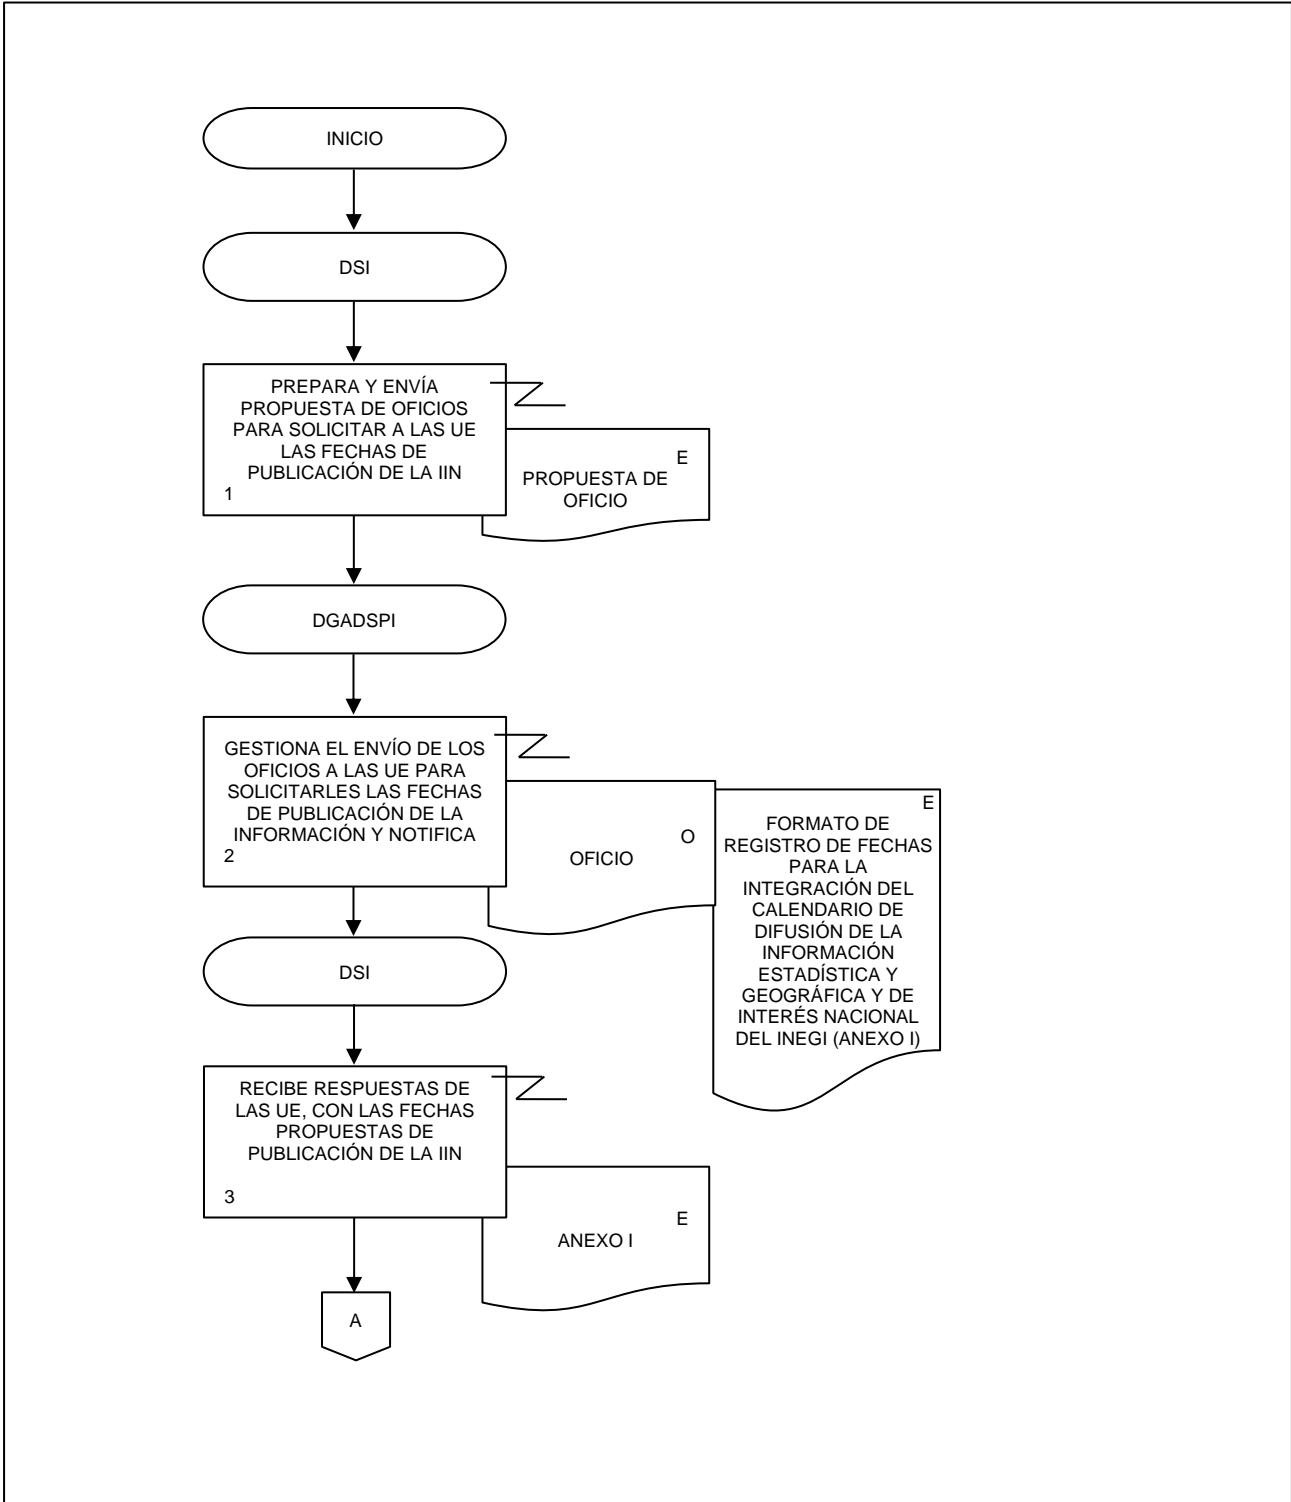 INICIO
DSI
PREPARA Y ENVÍA
PROPUESTA DE OFICIOS
PARA SOLICITAR A LAS UE
LAS FECHAS DE
PUBLICACIÓN DE LA IIN
1
E
PROPUESTA DE
OFICIO
DGADSPI
GESTIONA EL ENVÍO DE LOS
OFICIOS A LAS UE PARA
SOLICITARLES LAS FECHAS
DE PUBLICACIÓN DE LA
INFORMACIÓN Y NOTIFICA
2
O
OFICIO
E
FORMATO DE
REGISTRO DE FECHAS
PARA LA
INTEGRACIÓN DEL
CALENDARIO DE
DIFUSIÓN DE LA
INFORMACIÓN
ESTADÍSTICA Y
GEOGRÁFICA Y DE
INTERÉS NACIONAL
DEL INEGI (ANEXO I)
DSI
RECIBE RESPUESTAS DE
LAS UE, CON LAS FECHAS
PROPUESTAS DE
PUBLICACIÓN DE LA IIN
3
E
ANEXO I
A